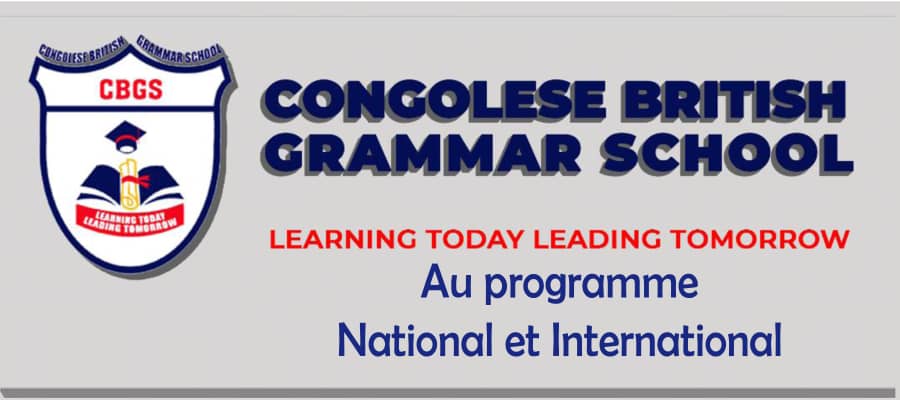 CONGOLESE BRITISH GRAMMAR SCHOOL
CBGS
LEARNING TODAY
LEADING TOMORROW
CONGOLESE BRITISH
GRAMMAR SCHOOL
LEARNING TODAY LEADING TOMORROW
Au programme
National et International